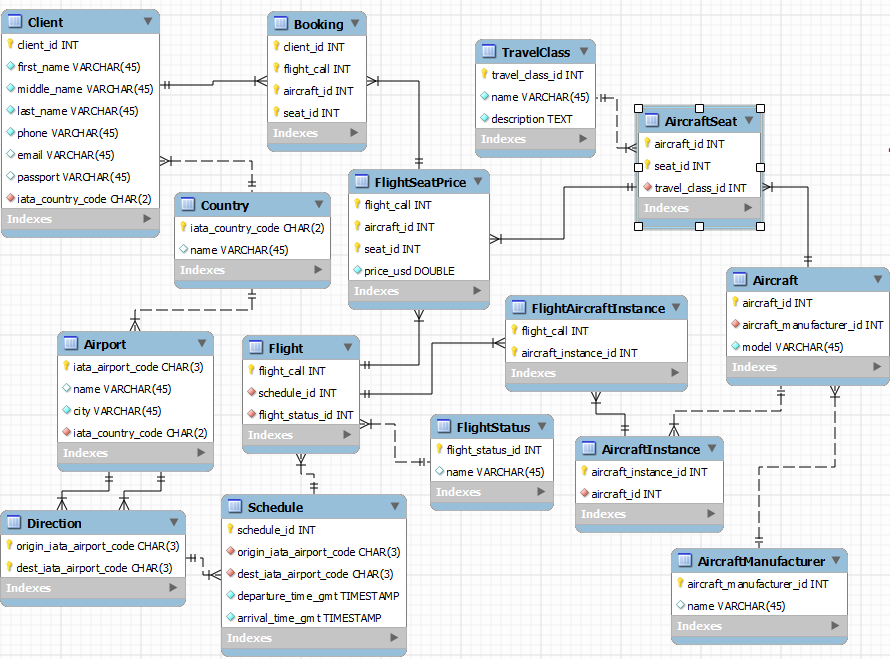 Client
client_id INT
first_name VARCHAR(45)
middle_name VARCHAR(45)
last_name VARCHAR(45)
phone VARCHAR(45)
email VARCHAR(45)
passport VARCHAR(45)
iata_country_code CHAR(2)
Indexes
Booking
client_id INT
flight_call INT
aircraft_id INT
seat_id INT
Indexes
TravelClass
travel_class_id INT
name VARCHAR(45)
description TEXT
Indexes
AircraftSeat
aircraft_id INT
seat_id INT
travel_class_id INT
Indexes
Country
iata_country_code CHAR(2)
name VARCHAR(45)
Indexes
FlightSeatPrice
flight_call INT
aircraft_id INT
seat_id INT
price_usd DOUBLE
Indexes
Aircraft
aircraft_id INT
aircraft_manufacturer_id INT
model VARCHAR(45)
Indexes
FlightAircraftInstance
flight_call INT
aircraft_instance_id INT
Indexes
Airport
iata_airport_code CHAR(3)
name VARCHAR(45)
city VARCHAR(45)
iata_country_code CHAR(2)
Indexes
Flight
flight_call INT
schedule_id INT
flight_status_id INT
Indexes
FlightStatus
flight_status_id INT
name VARCHAR(45)
Indexes
AircraftInstance
aircraft_instance_id INT
aircraft_id INT
Indexes
Direction
origin_iata_airport_code CHAR(3)
dest_iata_airport_code CHAR(3)
Indexes
Schedule
schedule_id INT
origin_iata_airport_code CHAR(3)
dest_iata_airport_code CHAR(3)
departure_time_gmt TIMESTAMP
arrival_time_gmt TIMESTAMP
Indexes
AircraftManufacturer
aircraft_manufacturer_id INT
name VARCHAR(45)
Indexes